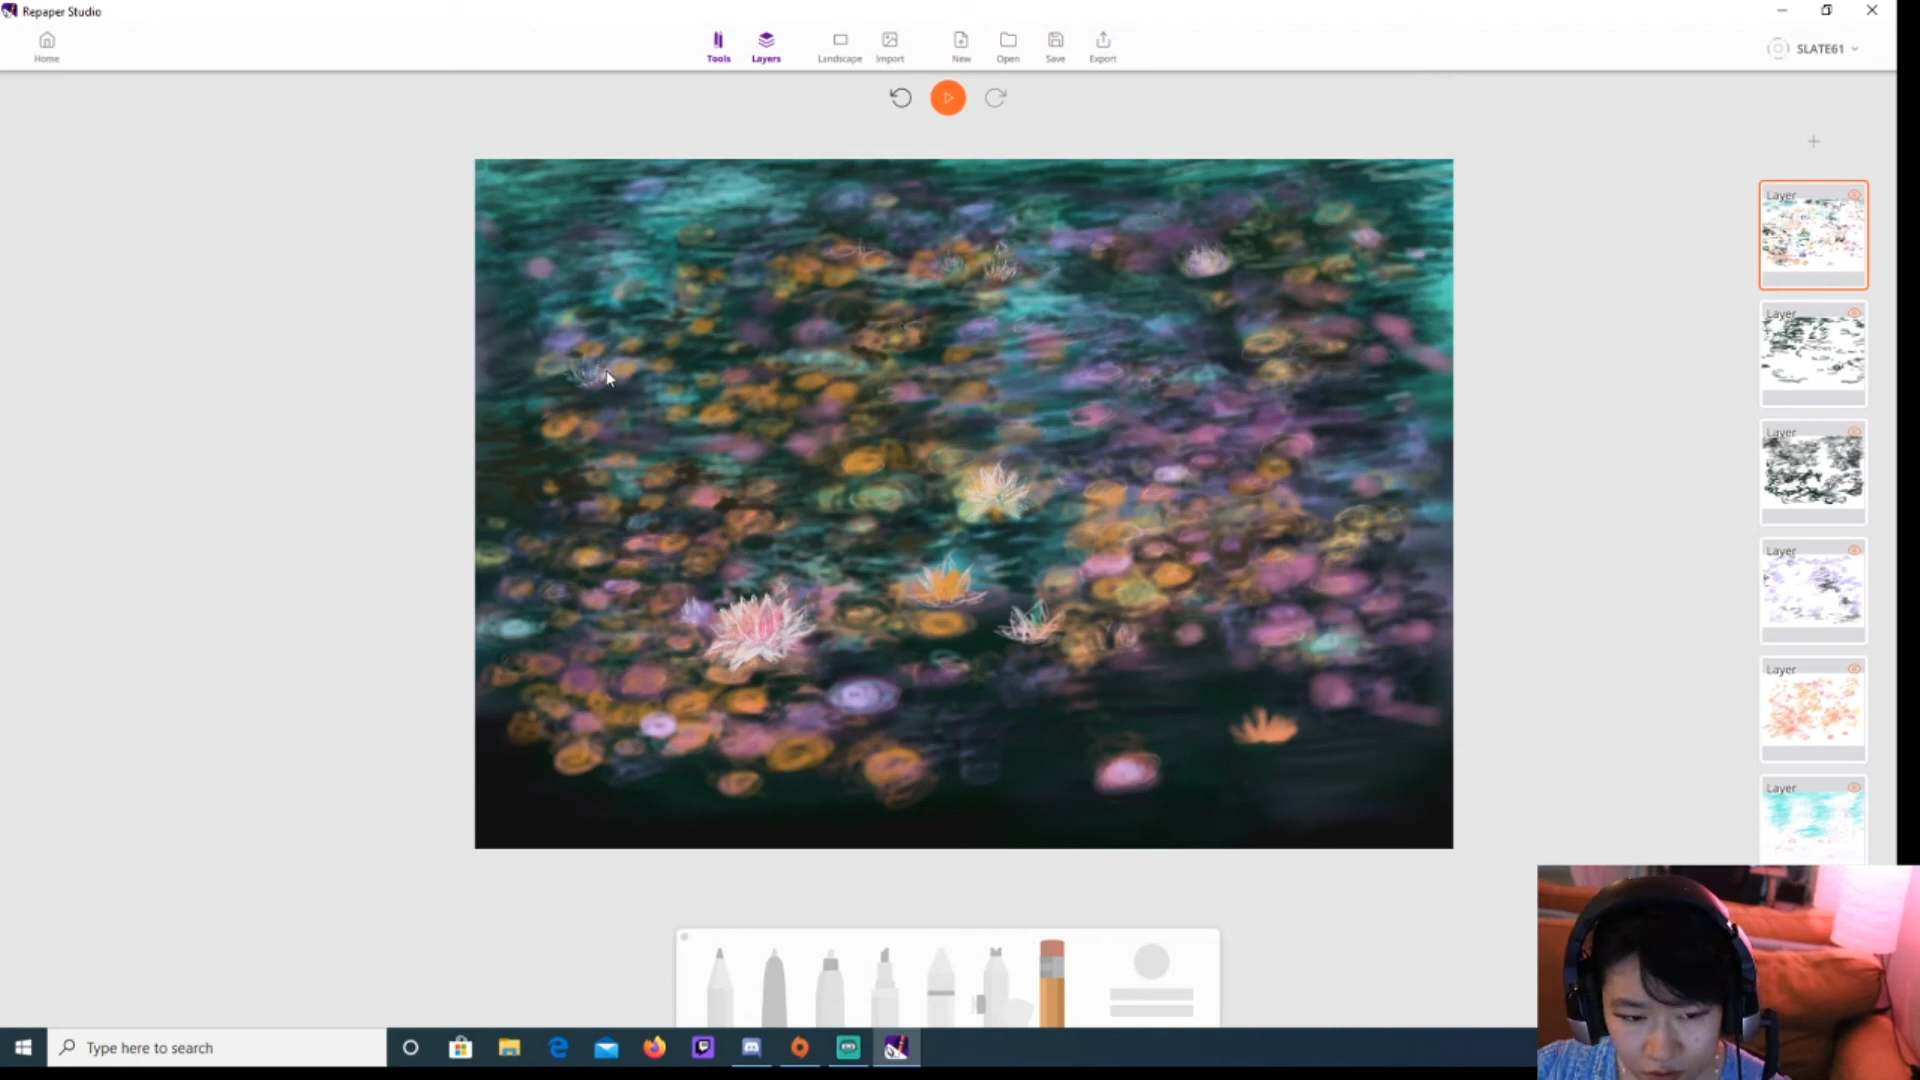 Repaper Studio
Home
Tools
Layers
Landscape
Import
New
Open
Save
Export
SLATE61
Layer
Layer
Layer
Layer
Layer
Layer
Type here to search